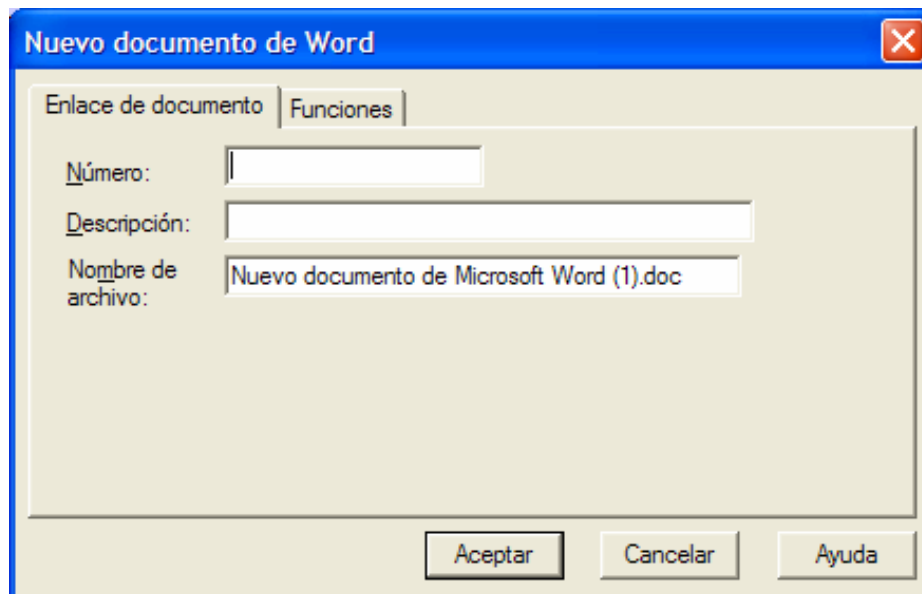 Nuevo documento de Word
Enlace de documento
Funciones
Número:
Descripción:
Nombre de
archivo:
Nuevo documento de Microsoft Word (1).doc
Aceptar
Cancelar
Ayuda